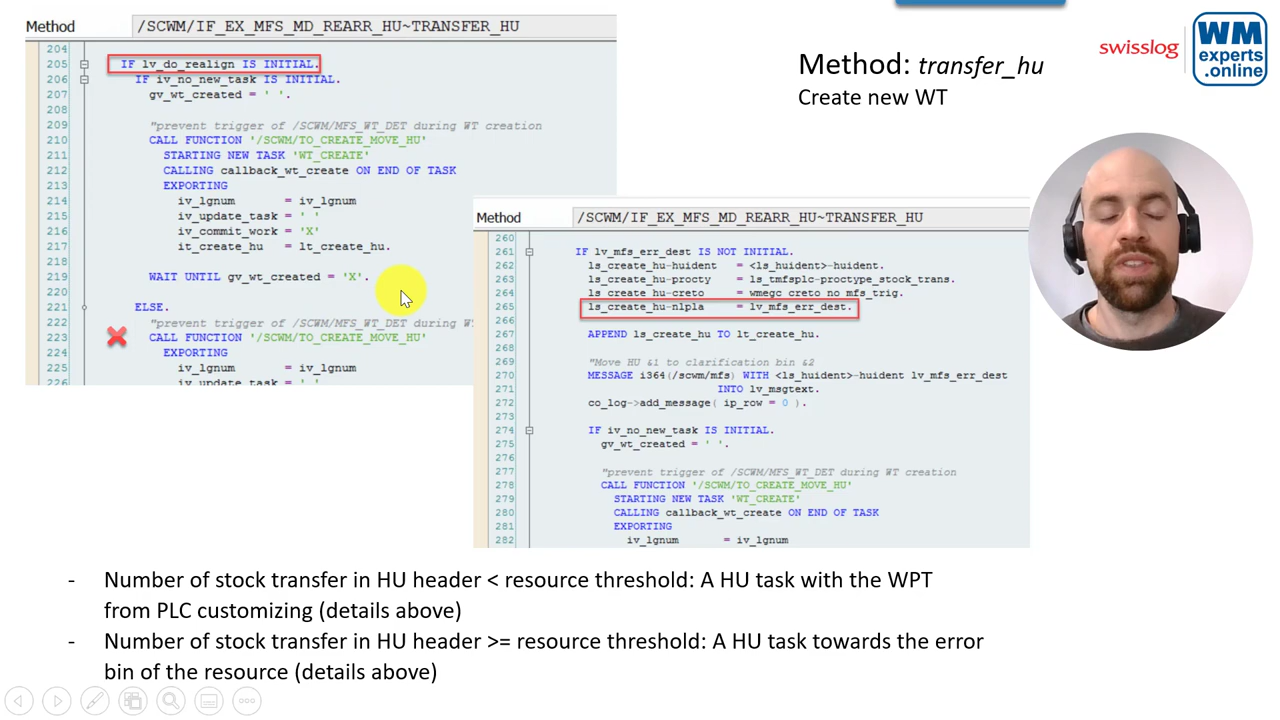 Method /SCWM/IF_EX_MFS_MD_REARR_HU~TRANSFER_HU
204
205 IF lv_do_realign IS INITIAL.
206 IF iv_no_new_task IS INITIAL.
207 gv_wt_created = ' '.
208
209 "prevent trigger of /SCWM/MFS_WT_DET during WT creation
210 CALL FUNCTION '/SCWM/TO_CREATE_MOVE_HU'
211 STARTING NEW TASK 'WT_CREATE'
212 CALLING callback_wt_create ON END OF TASK
213 EXPORTING
214 iv_lgnum = iv_lgnum
215 iv_update_task = ' '
216 iv_commit_work = 'X'
217 it_create_hu = lt_create_hu.
218
219 WAIT UNTIL gv_wt_created = 'X'.
220
221 ELSE.
222 "prevent trigger of /SCWM/MFS_WT_DET during W
223 CALL FUNCTION '/SCWM/TO_CREATE_MOVE_HU'
224 EXPORTING
225 iv_lgnum = iv_lgnum
226 iv_update_task = ' '
Method: transfer_hu
Create new WT
swisslog
WM
experts
.online
Method /SCWM/IF_EX_MFS_MD_REARR_HU~TRANSFER_HU
260
261 IF lv_mfs_err_dest IS NOT INITIAL.
262 ls_create_hu-huident = <ls_huident>-huident.
263 ls_create_hu-procty = ls_tmfsplc-proctype_stock_trans.
264 ls_create_hu-creto = wmegc_creto_no_mfs_trig.
265 ls_create_hu-nlpla = lv_mfs_err_dest.
266
267 APPEND ls_create_hu TO lt_create_hu.
268
269 "Move HU &1 to clarification bin &2
270 MESSAGE i364(/scwm/mfs) WITH <ls_huident>-huident lv_mfs_err_dest
271 INTO lv_msgtext.
272 co_log->add_message( ip_row = 0 ).
273
274 IF iv_no_new_task IS INITIAL.
275 gv_wt_created = ' '.
276
277 "prevent trigger of /SCWM/MFS_WT_DET during WT creation
278 CALL FUNCTION '/SCWM/TO_CREATE_MOVE_HU'
279 STARTING NEW TASK 'WT_CREATE'
280 CALLING callback_wt_create ON END OF TASK
281 EXPORTING
282 iv_lgnum = iv_lgnum
- Number of stock transfer in HU header < resource threshold: A HU task with the WPT
from PLC customizing (details above)
- Number of stock transfer in HU header >= resource threshold: A HU task towards the error
bin of the resource (details above)